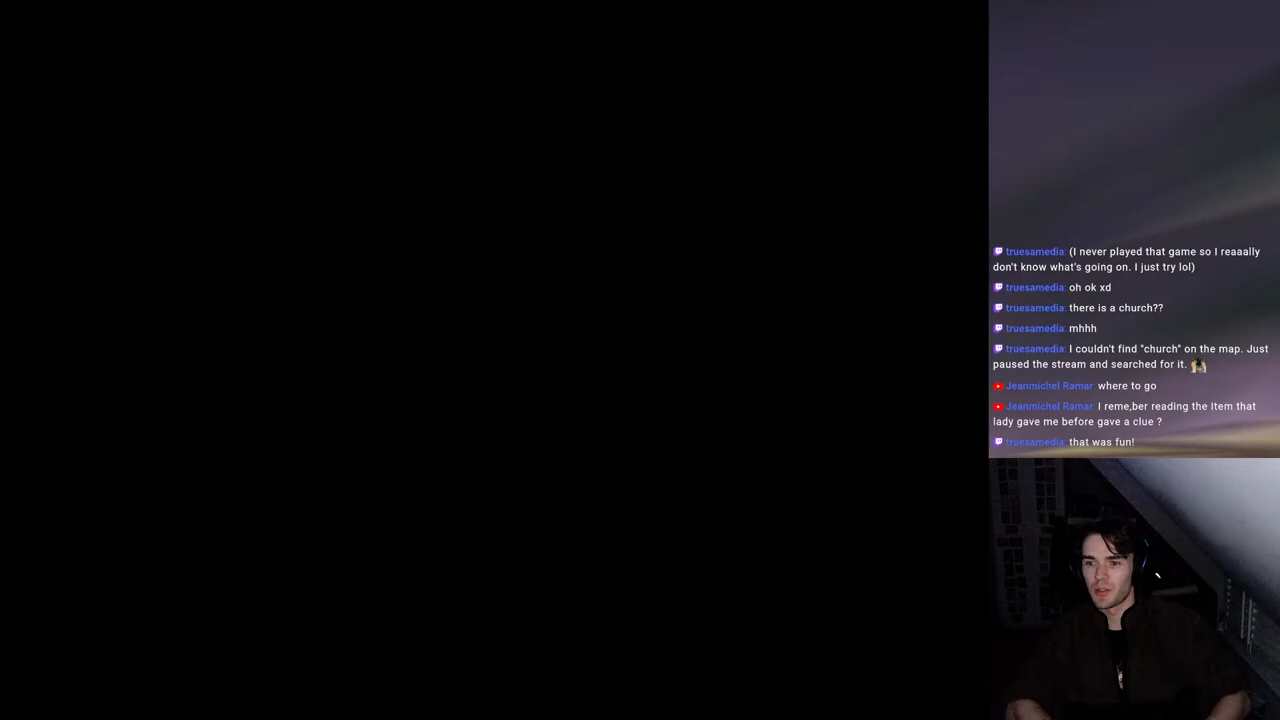 truesamedia: (I never played that game so I reaaally
don't know what's going on. I just try lol)
truesamedia: oh ok xd
truesamedia: there is a church??
truesamedia: mhhh
truesamedia: I couldn't find "church" on the map. Just
paused the stream and searched for it.
Jeanmichel Ramar: where to go
Jeanmichel Ramar: I reme,ber reading the Item that
lady gave me before gave a clue ?
truesamedia: that was fun!